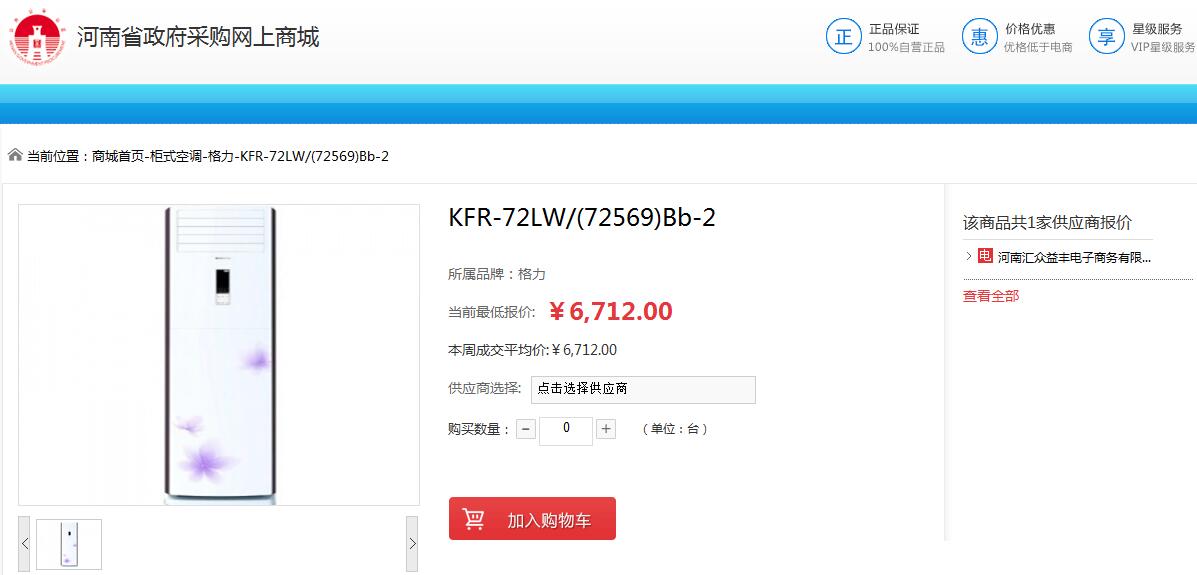 河南省政府采购网上商城
正 正品保证
100%自营正品
惠 价格优惠
优格低于电商
享 星级服务
VIP星级服务
当前位置：商城首页-柜式空调-格力-KFR-72LW/(72569)Bb-2
KFR-72LW/(72569)Bb-2
所属品牌：格力
当前最低报价: ￥6,712.00
本周成交平均价:￥6,712.00
供应商选择: 点击选择供应商
购买数量： − 0 + （单位：台）
加入购物车
该商品共1家供应商报价
电 河南汇众益丰电子商务有限...
查看全部